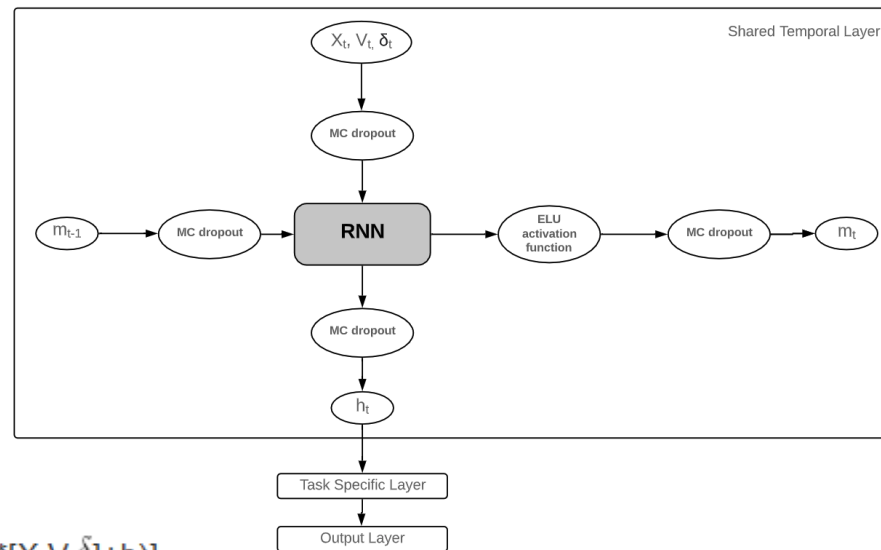 Shared Temporal Layer
Xₜ, Vₜ, δₜ
MC dropout
mₜ₋₁
MC dropout
RNN
ELU
activation
function
MC dropout
mₜ
MC dropout
hₜ
Task Specific Layer
Output Layer